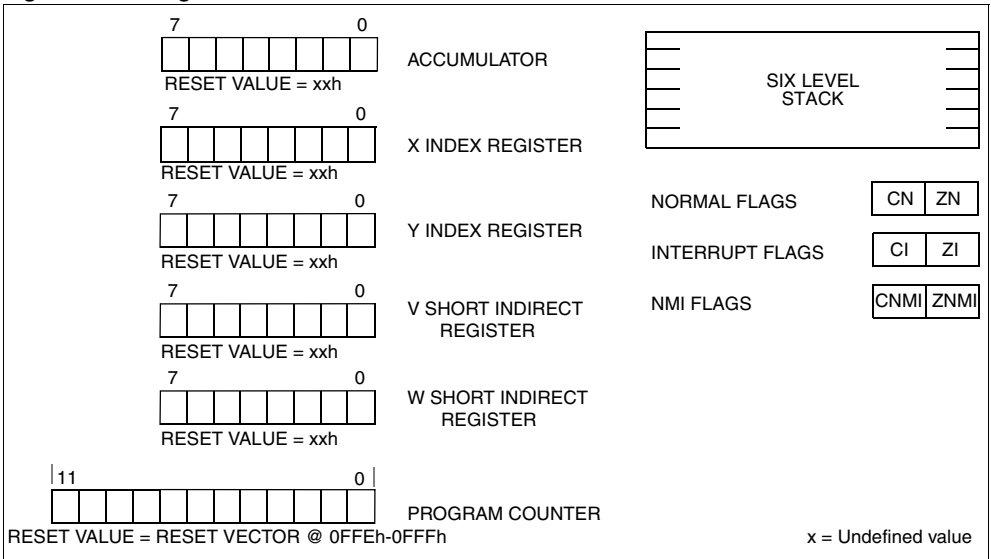 7 0
ACCUMULATOR
RESET VALUE = xxh
7 0
X INDEX REGISTER
RESET VALUE = xxh
7 0
Y INDEX REGISTER
RESET VALUE = xxh
7 0
V SHORT INDIRECT
REGISTER
RESET VALUE = xxh
7 0
W SHORT INDIRECT
REGISTER
RESET VALUE = xxh
11 0
PROGRAM COUNTER
RESET VALUE = RESET VECTOR @ 0FFEh-0FFFh
SIX LEVEL
STACK
NORMAL FLAGS CN ZN
INTERRUPT FLAGS CI ZI
NMI FLAGS CNMI ZNMI
x = Undefined value